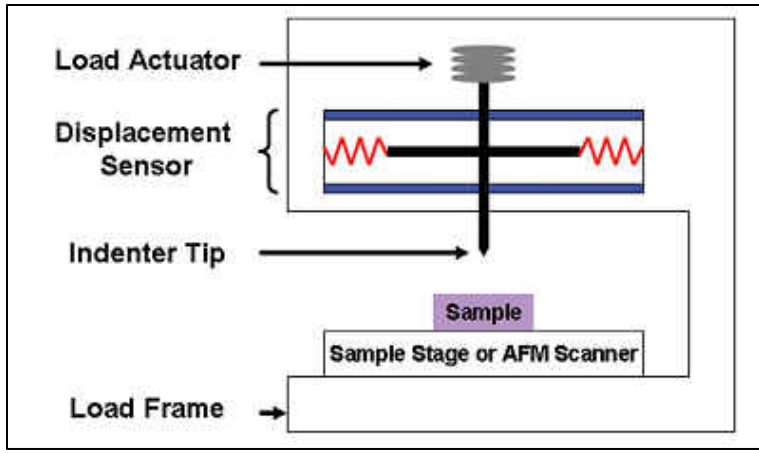 Load Actuator
Displacement
Sensor
Indenter Tip
Sample
Sample Stage or AFM Scanner
Load Frame